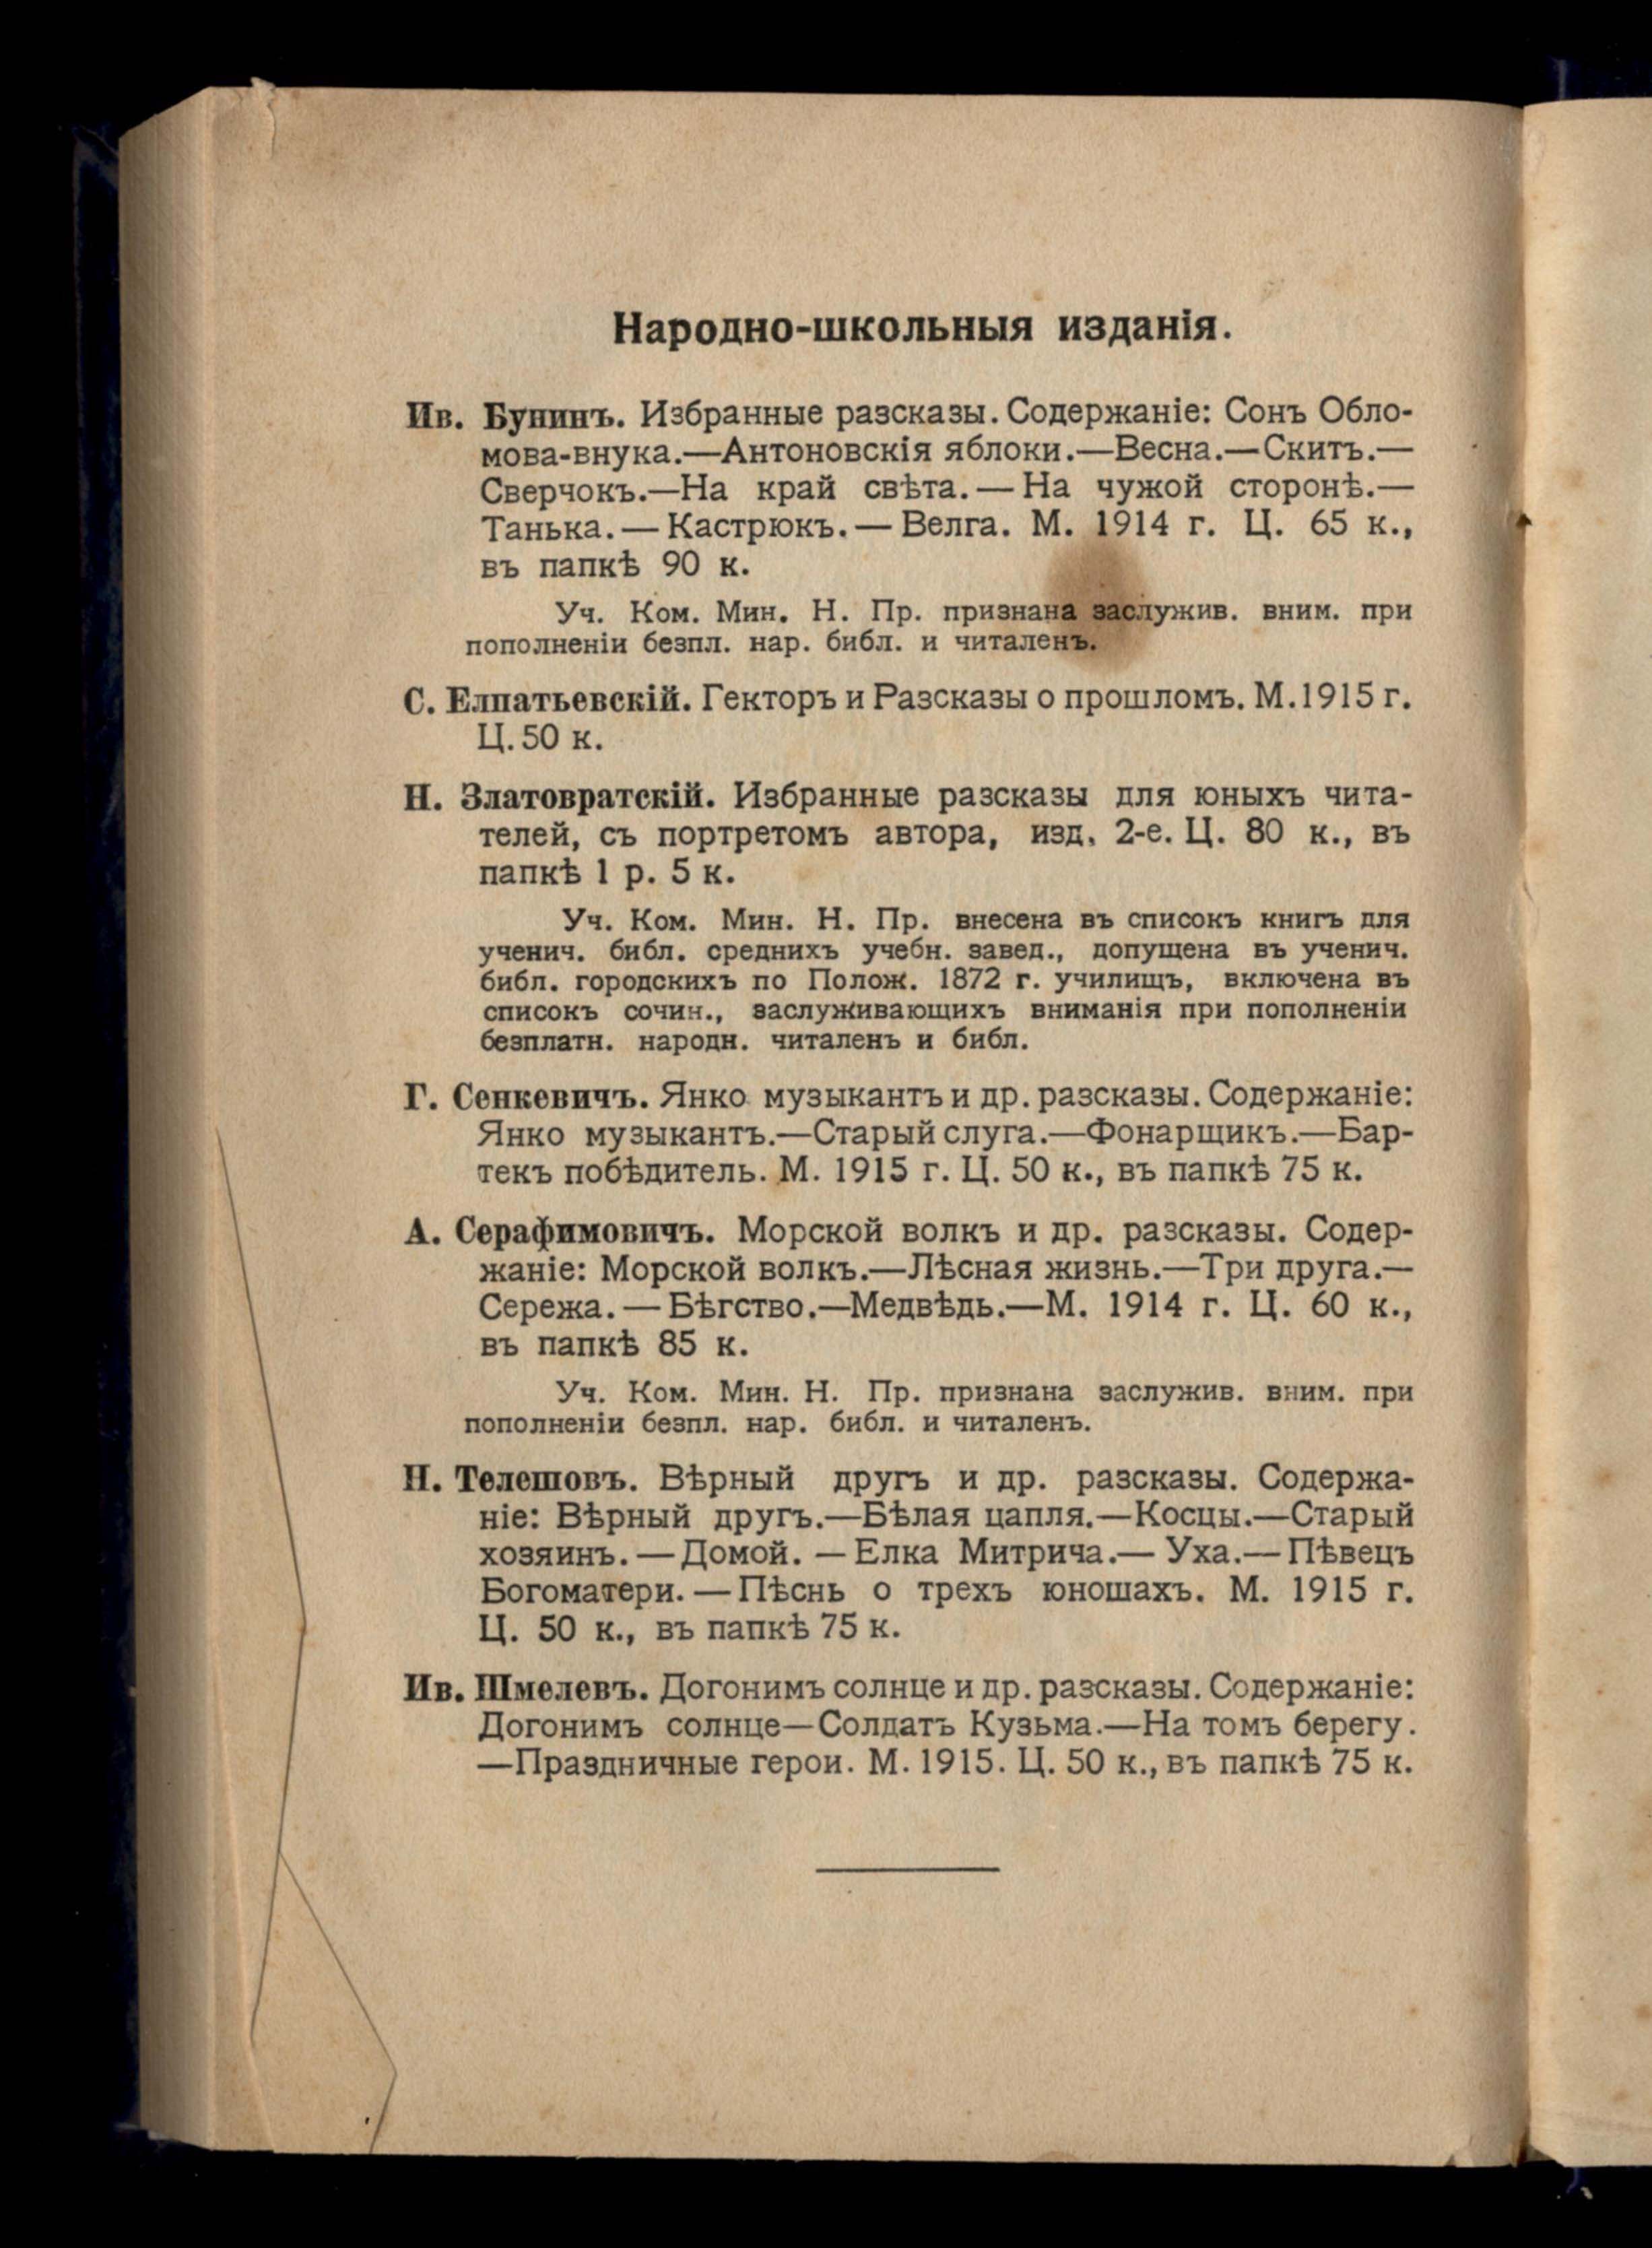 Народно-школьныя изданія.
Ив. Бунинъ. Избранные разсказы. Содержаніе: Сонъ Обло-
мова-внука.—Антоновскія яблоки.—Весна.—Скитъ.—
Сверчокъ.—На край свѣта.—На чужой сторонѣ.—
Танька.—Кастрюкъ.—Велга. М. 1914 г. Ц. 65 к.,
въ папкѣ 90 к.
Уч. Ком. Мин. Н. Пр. признана заслужив. вним. при
пополненіи безпл. нар. библ. и читаленъ.
С. Елпатьевскій. Гекторъ и Разсказы о прошломъ. М. 1915 г.
Ц. 50 к.
Н. Златовратскій. Избранные разсказы для юныхъ чита-
телей, съ портретомъ автора, изд. 2-е. Ц. 80 к., въ
папкѣ 1 р. 5 к.
Уч. Ком. Мин. Н. Пр. внесена въ списокъ книгъ для
ученич. библ. среднихъ учебн. завед., допущена въ ученич.
библ. городскихъ по Полож. 1872 г. училищъ, включена въ
списокъ сочин., заслуживающихъ вниманія при пополненіи
безплатн. народн. читаленъ и библ.
Г. Сенкевичъ. Янко музыкантъ и др. разсказы. Содержаніе:
Янко музыкантъ.—Старый слуга.—Фонарщикъ.—Бар-
текъ побѣдитель. М. 1915 г. Ц. 50 к., въ папкѣ 75 к.
А. Серафимовичъ. Морской волкъ и др. разсказы. Содер-
жаніе: Морской волкъ.—Лѣсная жизнь.—Три друга.—
Сережа.—Бѣгство.—Медвѣдь.—М. 1914 г. Ц. 60 к.,
въ папкѣ 85 к.
Уч. Ком. Мин. Н. Пр. признана заслужив. вним. при
пополненіи безпл. нар. библ. и читаленъ.
Н. Телешовъ. Вѣрный другъ и др. разсказы. Содержа-
ніе: Вѣрный другъ.—Бѣлая цапля.—Косцы.—Старый
хозяинъ.—Домой.—Елка Митрича.—Уха.—Пѣвецъ
Богоматери.—Пѣснь о трехъ юношахъ. М. 1915 г.
Ц. 50 к., въ папкѣ 75 к.
Ив. Шмелевъ. Догонимъ солнце и др. разсказы. Содержаніе:
Догонимъ солнце—Солдатъ Кузьма.—На томъ берегу.
—Праздничные герои. М. 1915. Ц. 50 к., въ папкѣ 75 к.